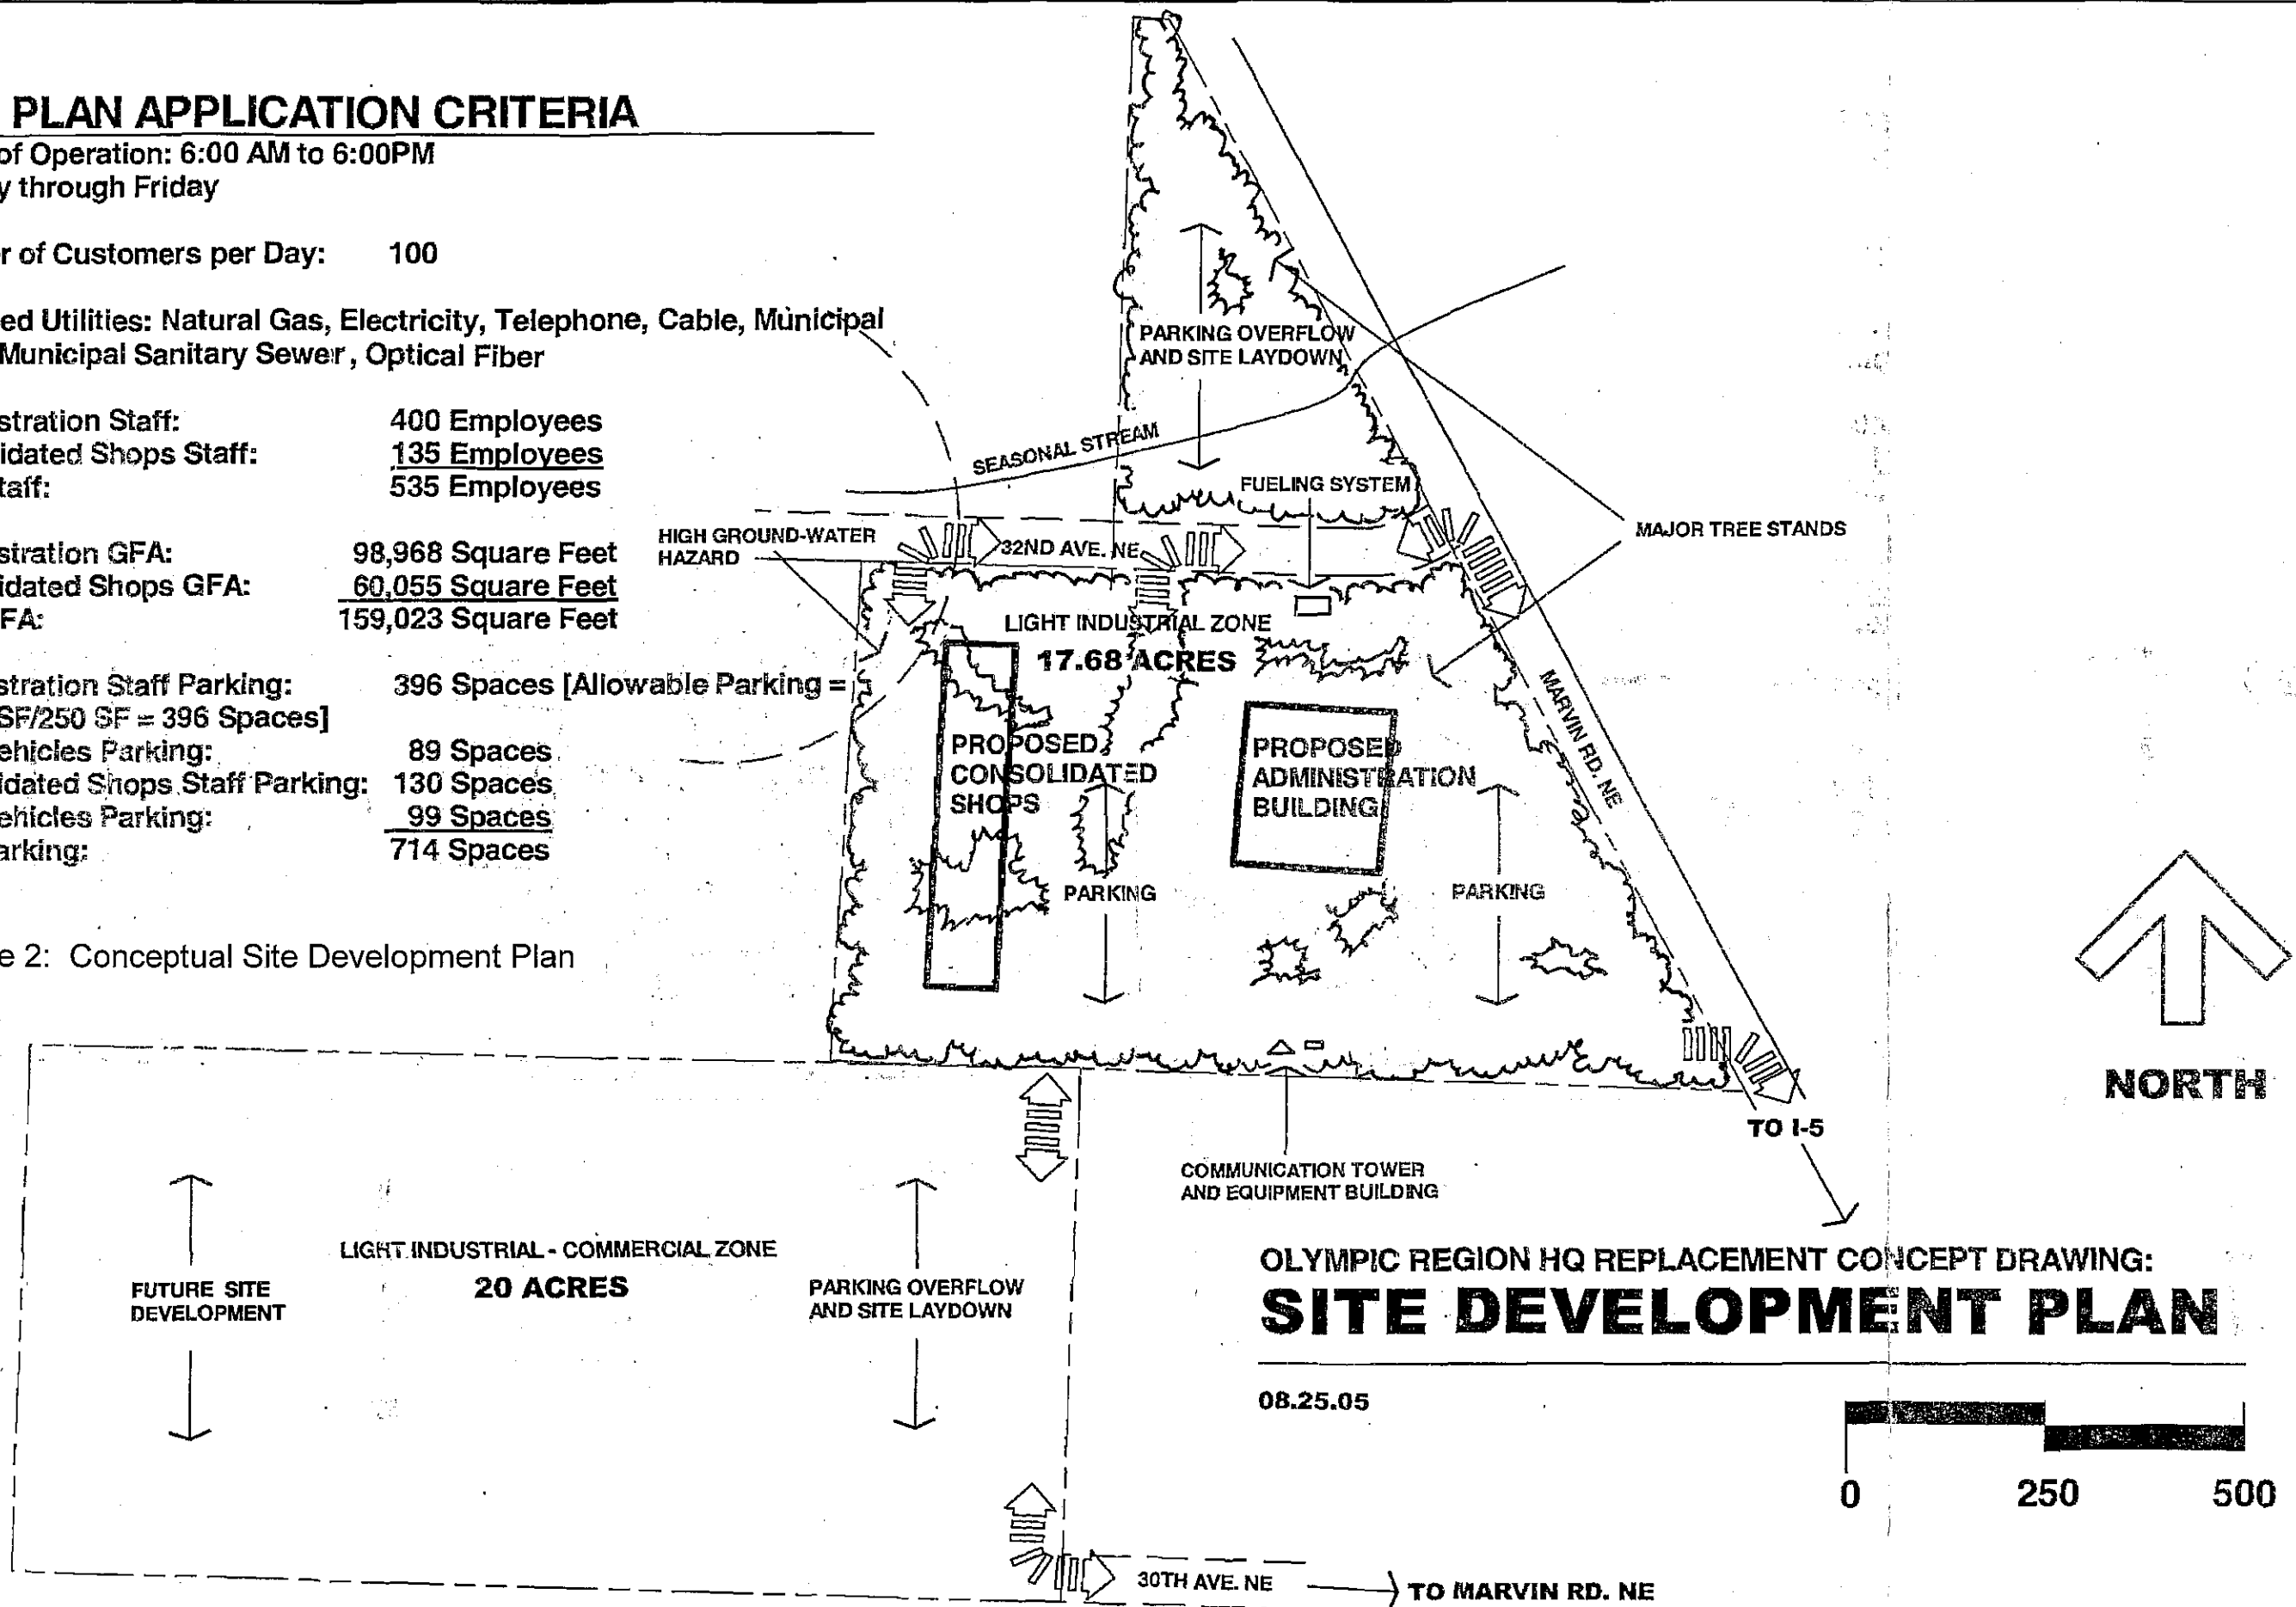 PLAN APPLICATION CRITERIA
of Operation: 6:00 AM to 6:00PM
y through Friday
r of Customers per Day: 100
ed Utilities: Natural Gas, Electricity, Telephone, Cable, Municipal
Municipal Sanitary Sewer, Optical Fiber
stration Staff: 400 Employees
idated Shops Staff: 135 Employees
taff: 535 Employees
stration GFA: 98,968 Square Feet
idated Shops GFA: 60,055 Square Feet
FA: 159,023 Square Feet
stration Staff Parking: 396 Spaces [Allowable Parking =
SF/250 SF = 396 Spaces]
ehicles Parking: 89 Spaces
idated Shops Staff Parking: 130 Spaces
ehicles Parking: 99 Spaces
arking: 714 Spaces
e 2: Conceptual Site Development Plan
PARKING OVERFLOW
AND SITE LAYDOWN
SEASONAL STREAM
FUELING SYSTEM
MAJOR TREE STANDS
HIGH GROUND-WATER
HAZARD
32ND AVE. NE
LIGHT INDUSTRIAL ZONE
17.68 ACRES
MARVIN RD. NE
PROPOSED
CONSOLIDATED
SHOPS
PROPOSED
ADMINISTRATION
BUILDING
PARKING
PARKING
NORTH
TO I-5
COMMUNICATION TOWER
AND EQUIPMENT BUILDING
LIGHT INDUSTRIAL - COMMERCIAL ZONE
20 ACRES
FUTURE SITE
DEVELOPMENT
PARKING OVERFLOW
AND SITE LAYDOWN
OLYMPIC REGION HQ REPLACEMENT CONCEPT DRAWING:
SITE DEVELOPMENT PLAN
08.25.05
0 250 500
30TH AVE. NE
TO MARVIN RD. NE